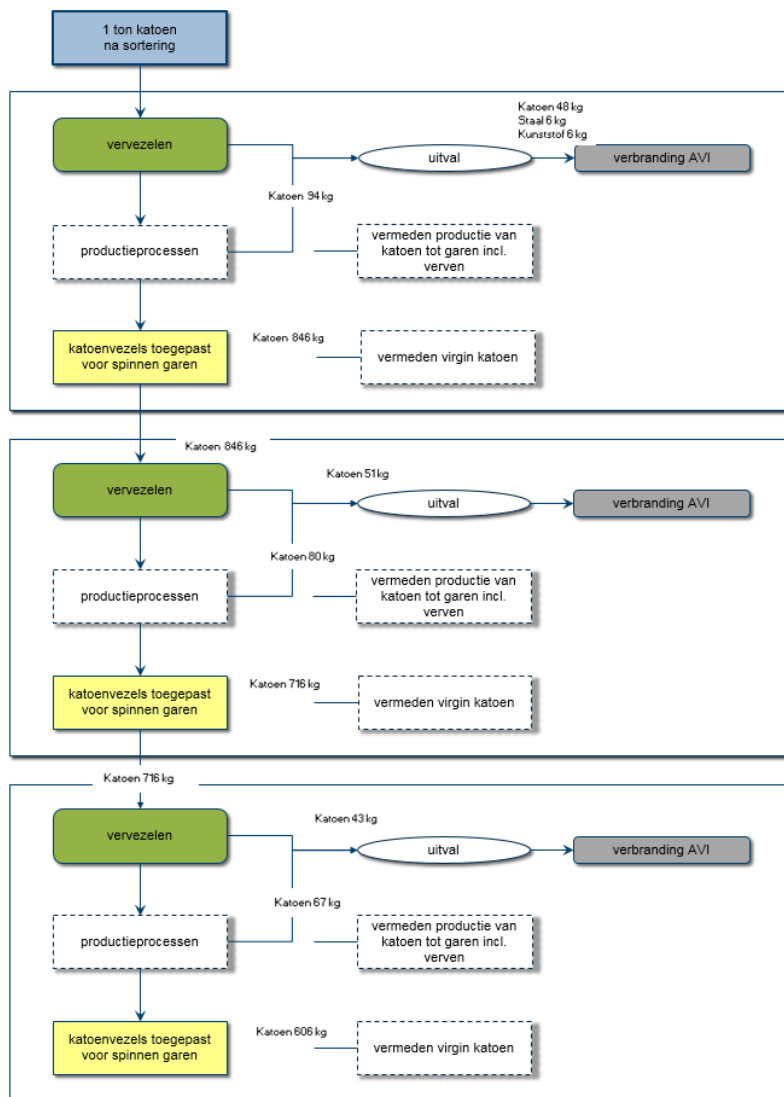 1 ton katoen
na sortering
Katoen 48 kg
Staal 6 kg
Kunststof 6 kg
vervezelen
uitval
verbranding AVI
Katoen 94 kg
productieprocessen
vermeden productie van
katoen tot garen incl.
verven
katoenvezels toegepast
voor spinnen garen
Katoen 846 kg
vermeden virgin katoen
Katoen 846 kg
vervezelen
Katoen 51 kg
uitval
verbranding AVI
Katoen 80 kg
productieprocessen
vermeden productie van
katoen tot garen incl.
verven
katoenvezels toegepast
voor spinnen garen
Katoen 716 kg
vermeden virgin katoen
Katoen 716 kg
vervezelen
Katoen 43 kg
uitval
verbranding AVI
Katoen 67 kg
productieprocessen
vermeden productie van
katoen tot garen incl.
verven
katoenvezels toegepast
voor spinnen garen
Katoen 606 kg
vermeden virgin katoen